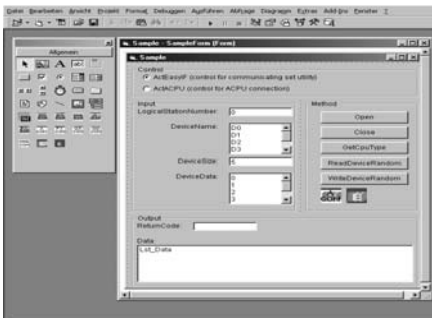 Datei Bearbeiten Ansicht Projekt Format Debuggen Ausführen Abfrage Diagramm Extras Add-Ins Fenster ?
Allgemein
Sample - SampleForm (Form)
Sample
Control
ActEasyIF (control for communicating set utility)
ActACPU (control for ACPU connection)
Input
LogicalStationNumber: 0
DeviceName: D0
D1
D2
D3
DeviceSize: 5
DeviceData: 0
1
2
3
Method
Open
Close
GetCpuType
ReadDeviceRandom
WriteDeviceRandom
Output
ReturnCode:
Data:
Lst_Data